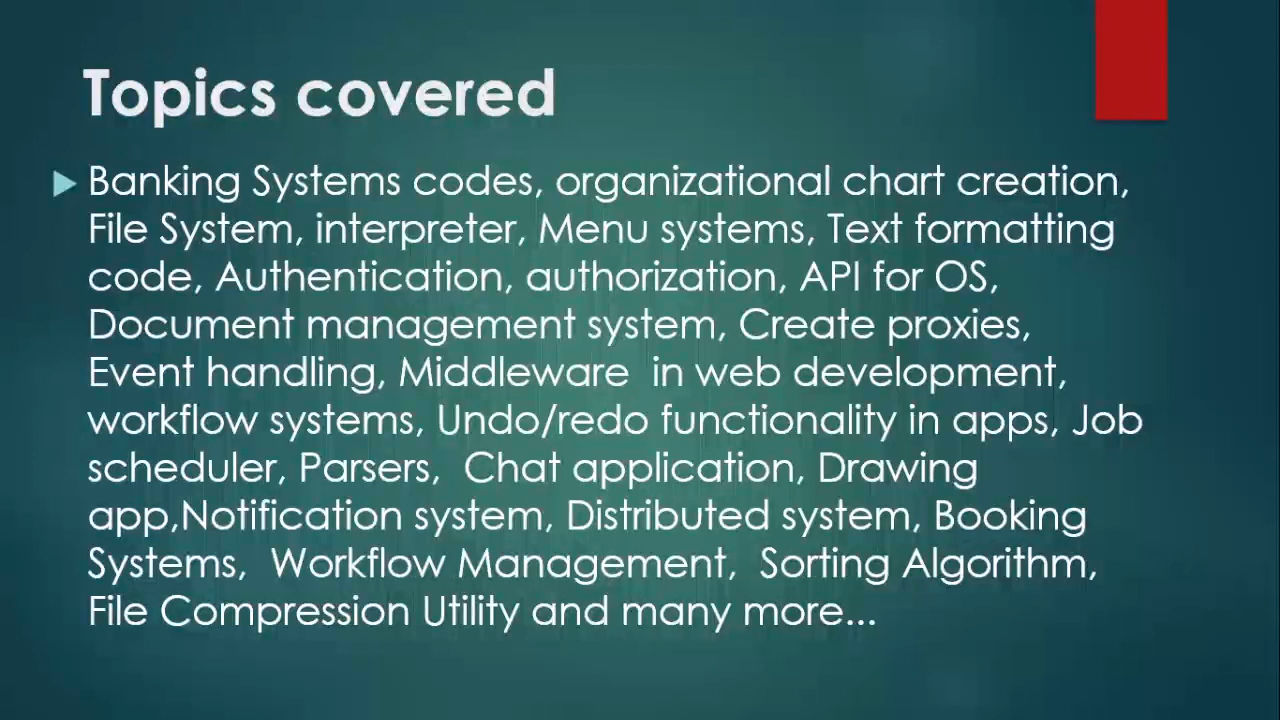 Topics covered
Banking Systems codes, organizational chart creation,
File System, interpreter, Menu systems, Text formatting
code, Authentication, authorization, API for OS,
Document management system, Create proxies,
Event handling, Middleware  in web development,
workflow systems, Undo/redo functionality in apps, Job
scheduler, Parsers,  Chat application, Drawing
app,Notification system, Distributed system, Booking
Systems,  Workflow Management,  Sorting Algorithm,
File Compression Utility and many more...